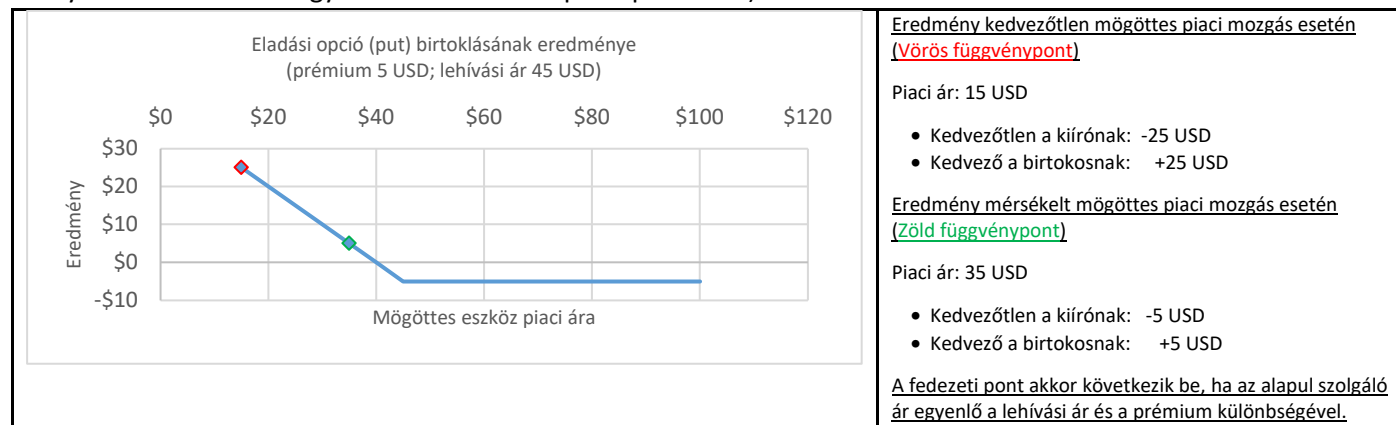 Eladási opció (put) birtoklásának eredménye
(prémium 5 USD; lehívási ár 45 USD)
$0 $20 $40 $60 $80 $100 $120
$30
$20
$10
$0
-$10
Eredmény
Mögöttes eszköz piaci ára
Eredmény kedvezőtlen mögöttes piaci mozgás esetén
(Vörös függvénypont)
Piaci ár: 15 USD
• Kedvezőtlen a kiírónak: -25 USD
• Kedvező a birtokosnak: +25 USD
Eredmény mérsékelt mögöttes piaci mozgás esetén
(Zöld függvénypont)
Piaci ár: 35 USD
• Kedvezőtlen a kiírónak: -5 USD
• Kedvező a birtokosnak: +5 USD
A fedezeti pont akkor következik be, ha az alapul szolgáló
ár egyenlő a lehívási ár és a prémium különbségével.